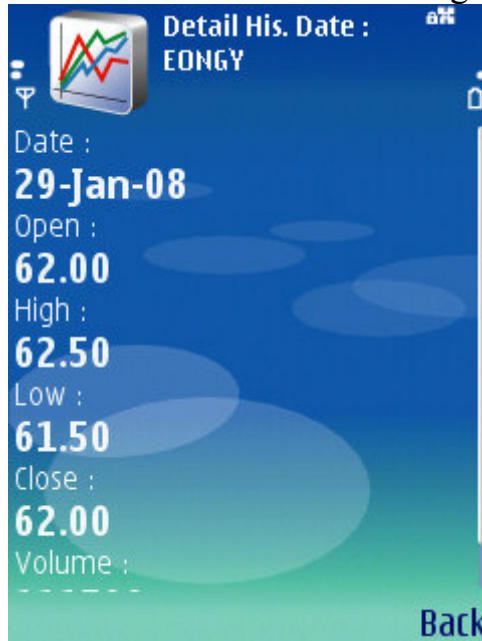 Detail His. Date :
EONGY
Date :
29-Jan-08
Open :
62.00
High :
62.50
Low :
61.50
Close :
62.00
Volume :
Back